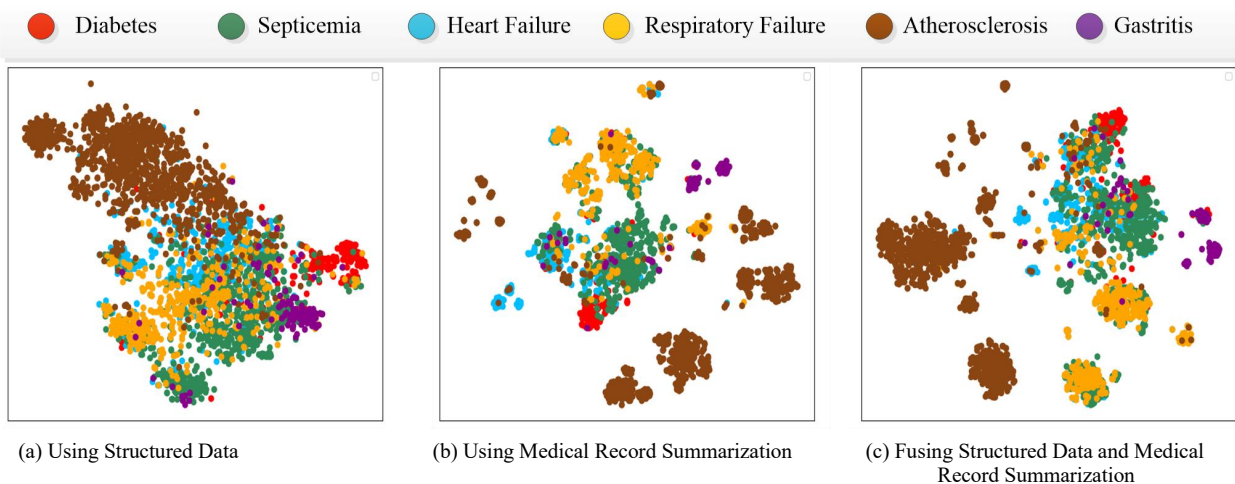 Diabetes Septicemia Heart Failure Respiratory Failure Atherosclerosis Gastritis
(a) Using Structured Data
(b) Using Medical Record Summarization
(c) Fusing Structured Data and Medical
Record Summarization